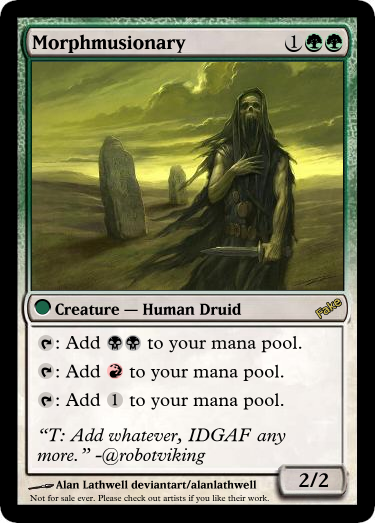 Morphmusionary 1
Creature — Human Druid Fake
: Add to your mana pool.
: Add to your mana pool.
: Add 1 to your mana pool.
“T: Add whatever, IDGAF any
more.” -@robotviking
Alan Lathwell deviantart/alanlathwell
2/2
Not for sale ever. Please check out artists if you like their work.